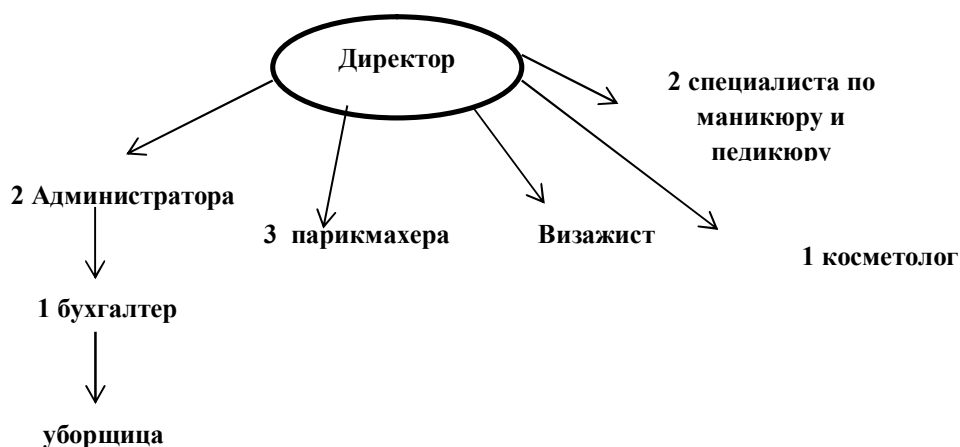 Директор
2 специалиста по
маникюру и
педикюру
2 Администратора
3 парикмахера
Визажист
1 косметолог
1 бухгалтер
уборщица